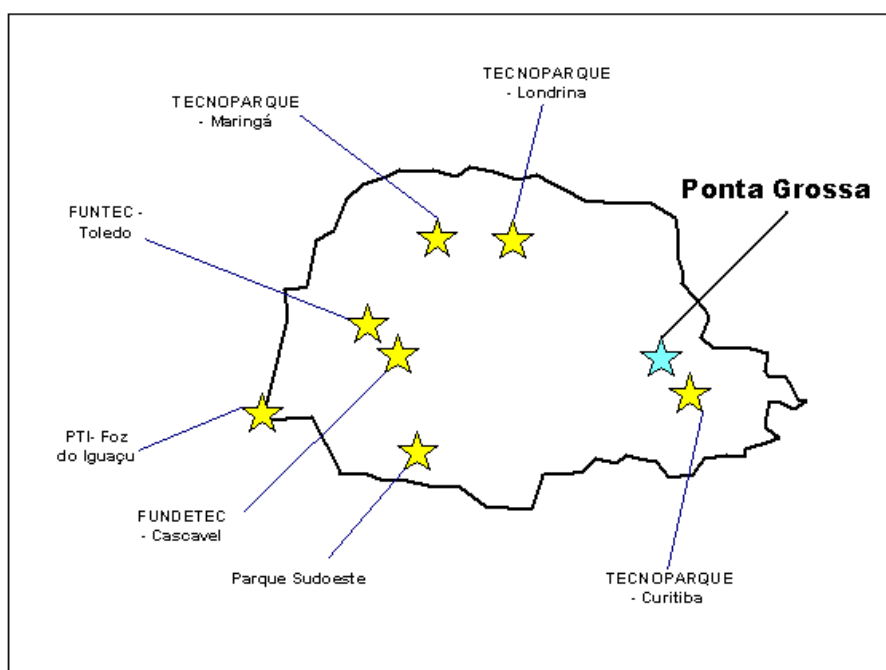 TECNOPARQUE
- Londrina
TECNOPARQUE
- Maringá
Ponta Grossa
FUNTEC -
Toledo
PTI- Foz
do Iguaçu
FUNDETEC
- Cascavel
Parque Sudoeste
TECNOPARQUE
- Curitiba